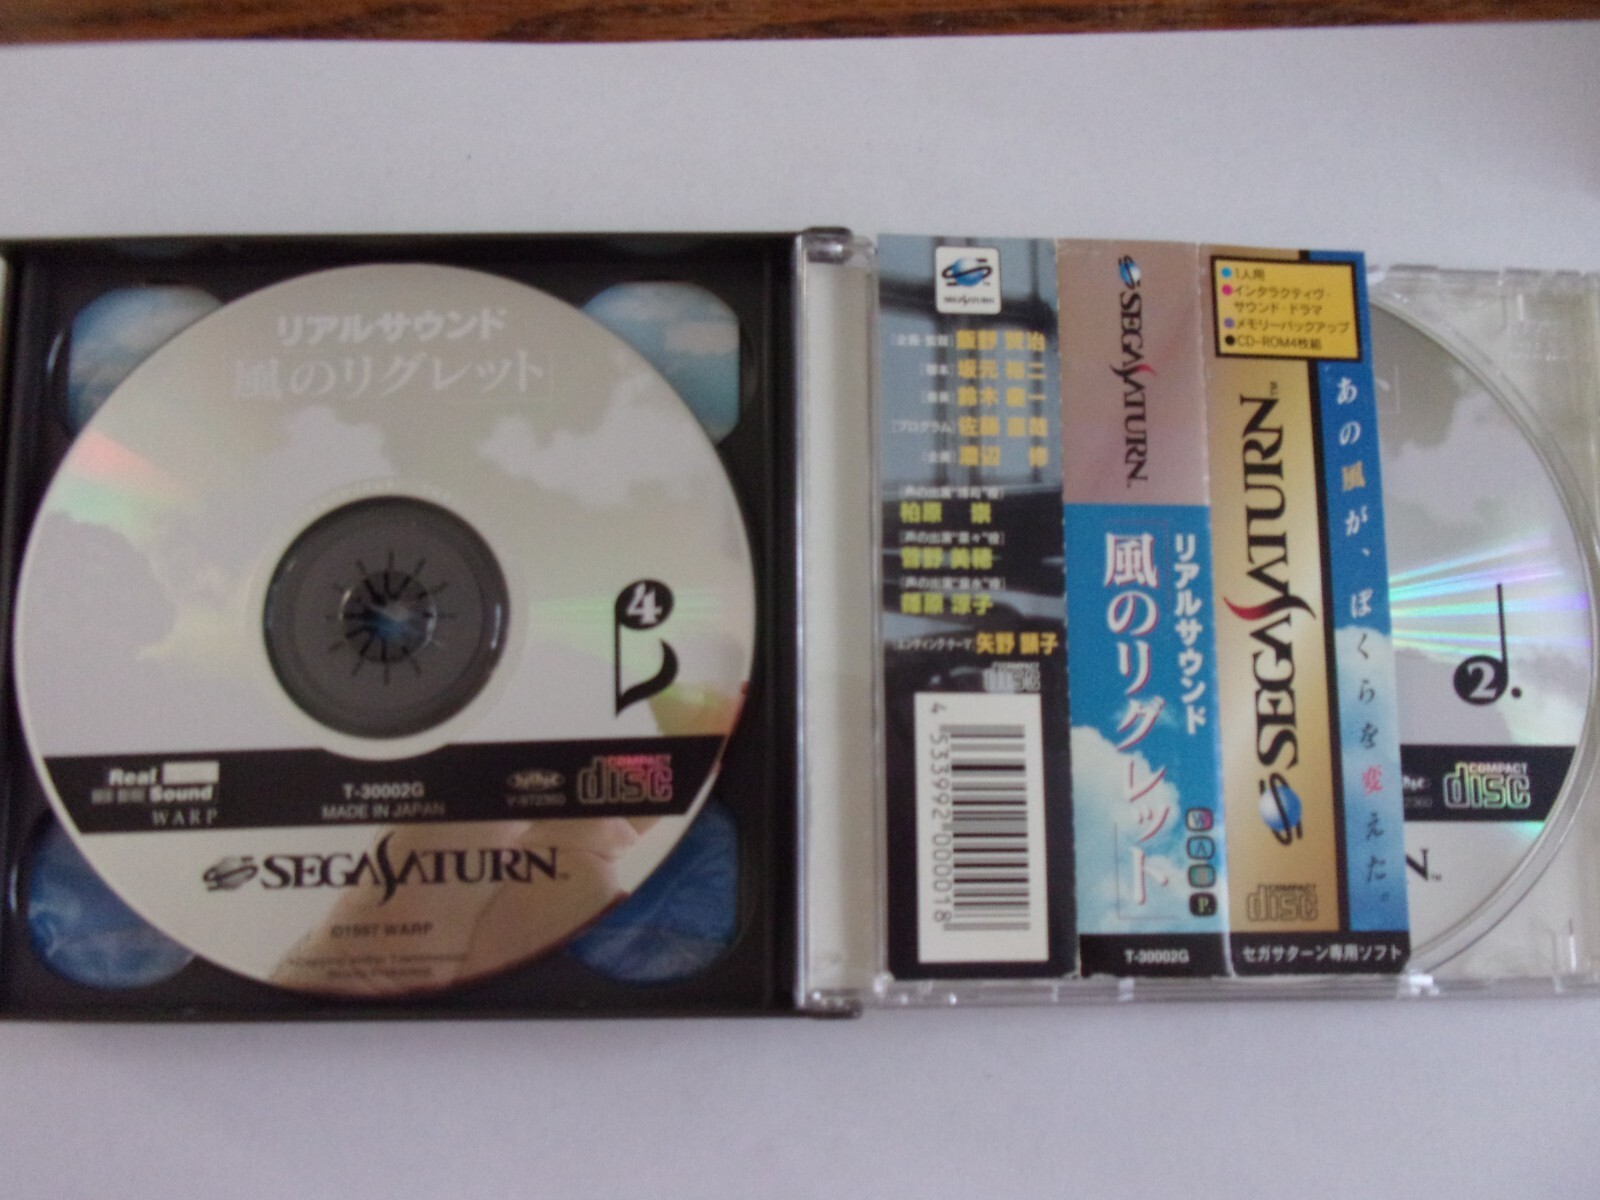 リアルサウンド
風のリグレット
4
Real
Sound
WARP
T-30002G
MADE IN JAPAN
COMPACT
disc
SEGA SATURN™
©1997 WARP
SEGA SATURN
[企画・監督] 飯野 賢治
[脚本] 坂元 裕二
[音楽] 鈴木 慶一
[プログラム] 佐藤 直哉
[企画] 渡辺
柏原 崇
菅野 美穂
篠原 涼子
エンディングテーマ 矢野 顕子
COMPACT
disc
4 533992 000018
SEGA SATURN™
リアルサウンド
風のリグレット
W
A
P.
T-30002G
●1人用
●インタラクティヴ・
サウンド・ドラマ
●メモリーバックアップ
●CD-ROM4枚組
SEGA SATURN™
COMPACT
disc
セガサターン専用ソフト
あの風が、ぼくらを変えた。
ト
2
COMPACT
disc
N™